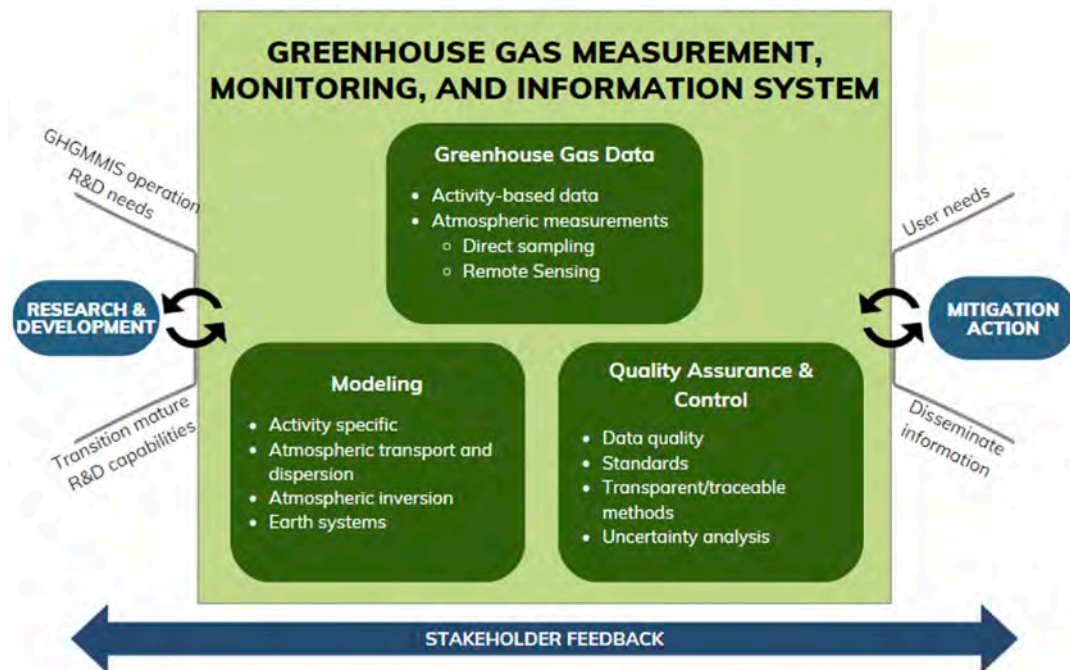 GREENHOUSE GAS MEASUREMENT,
MONITORING, AND INFORMATION SYSTEM
GHGMMIS operation
R&D needs
RESEARCH &
DEVELOPMENT
Transition mature
R&D capabilities
Greenhouse Gas Data
• Activity-based data
• Atmospheric measurements
○ Direct sampling
○ Remote Sensing
Modeling
• Activity specific
• Atmospheric transport and
dispersion
• Atmospheric inversion
• Earth systems
Quality Assurance &
Control
• Data quality
• Standards
• Transparent/traceable
methods
• Uncertainty analysis
User needs
MITIGATION
ACTION
Disseminate
information
STAKEHOLDER FEEDBACK